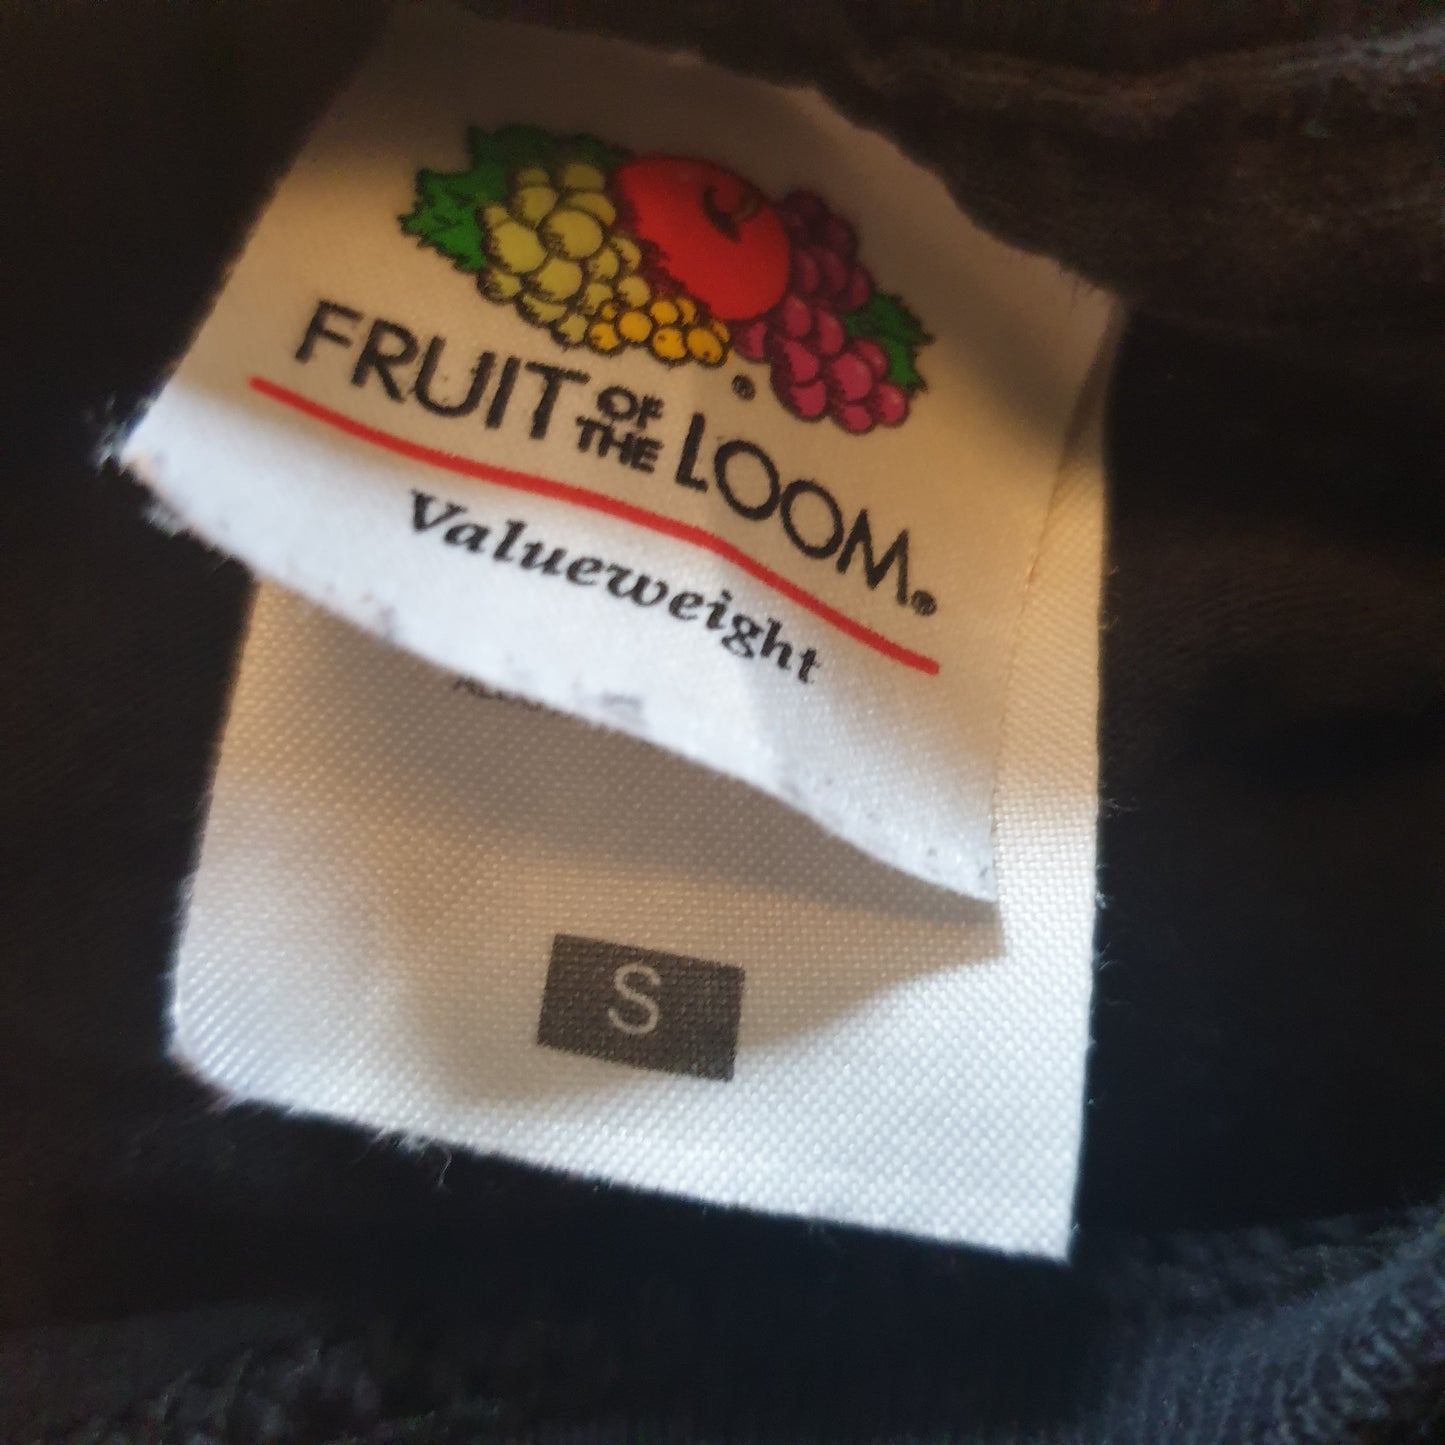 FRUIT OF THE LOOM®
Valueweight
S